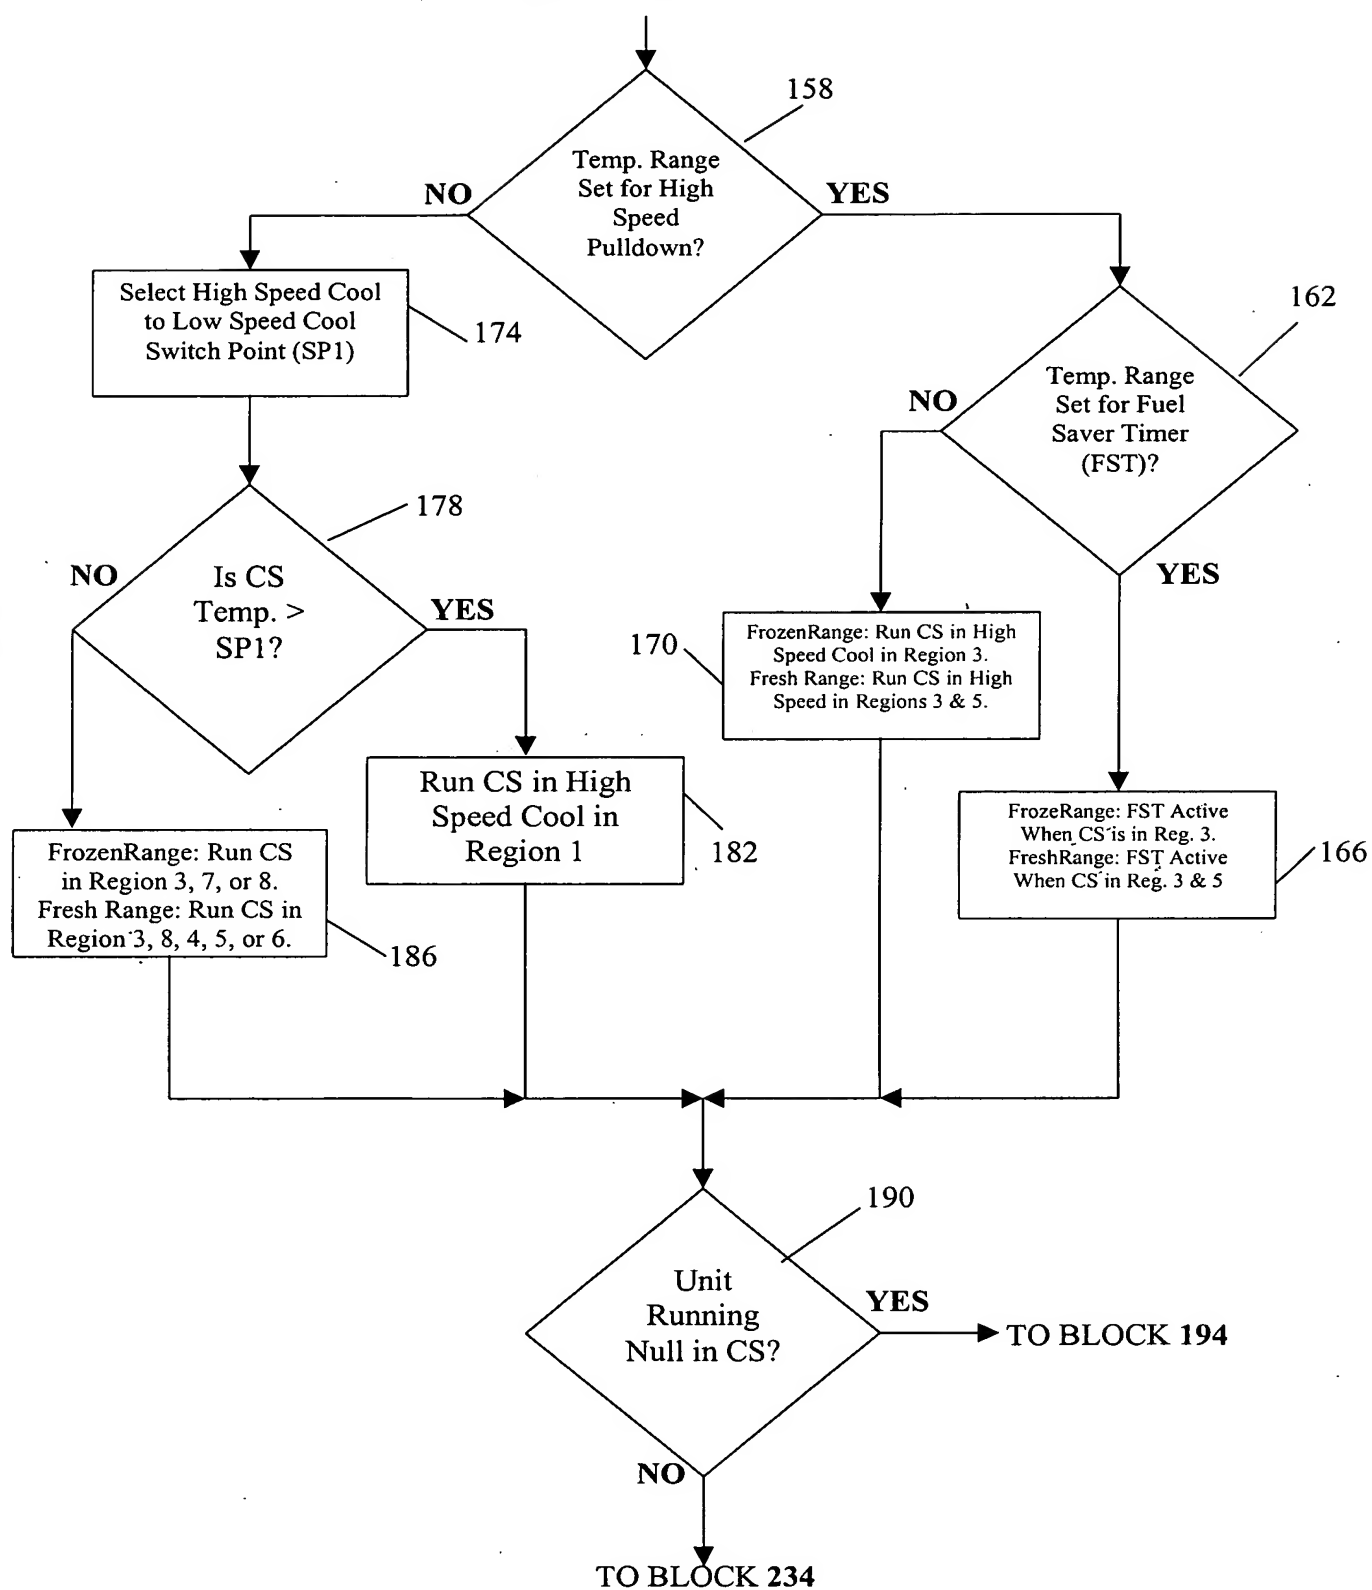 158
Temp. Range
Set for High
Speed
Pulldown?
NO
YES
Select High Speed Cool
to Low Speed Cool
Switch Point (SP1)
174
162
Temp. Range
Set for Fuel
Saver Timer
(FST)?
NO
YES
178
Is CS
Temp. >
SP1?
NO
YES
170
FrozenRange: Run CS in High
Speed Cool in Region 3.
Fresh Range: Run CS in High
Speed in Regions 3 & 5.
Run CS in High
Speed Cool in
Region 1
182
FrozeRange: FST Active
When CS is in Reg. 3.
FreshRange: FST Active
When CS in Reg. 3 & 5
166
FrozenRange: Run CS
in Region 3, 7, or 8.
Fresh Range: Run CS in
Region 3, 8, 4, 5, or 6.
186
190
Unit
Running
Null in CS?
YES
TO BLOCK 194
NO
TO BLOCK 234